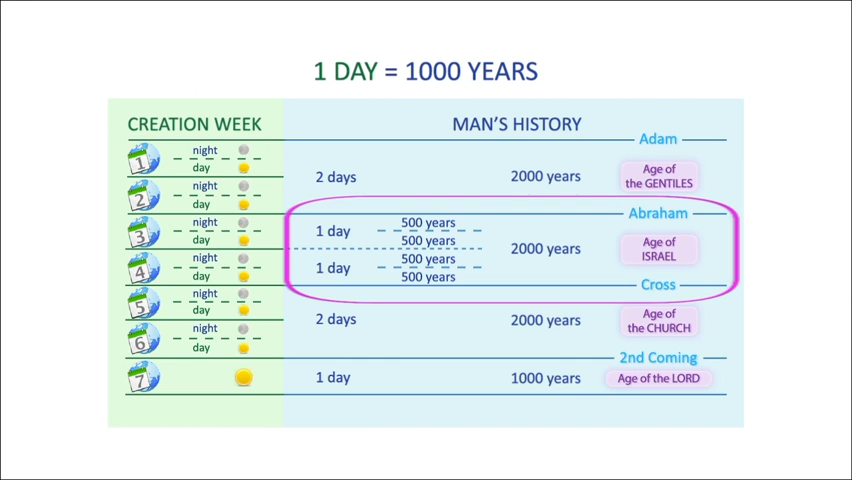 1 DAY = 1000 YEARS
CREATION WEEK
MAN'S HISTORY
Adam
1
night
day
2 days
2000 years
Age of
the GENTILES
2
night
day
Abraham
3
night
day
1 day
500 years
500 years
2000 years
Age of
ISRAEL
4
night
day
1 day
500 years
500 years
Cross
5
night
day
2 days
2000 years
Age of
the CHURCH
6
night
day
2nd Coming
7
1 day
1000 years
Age of the LORD